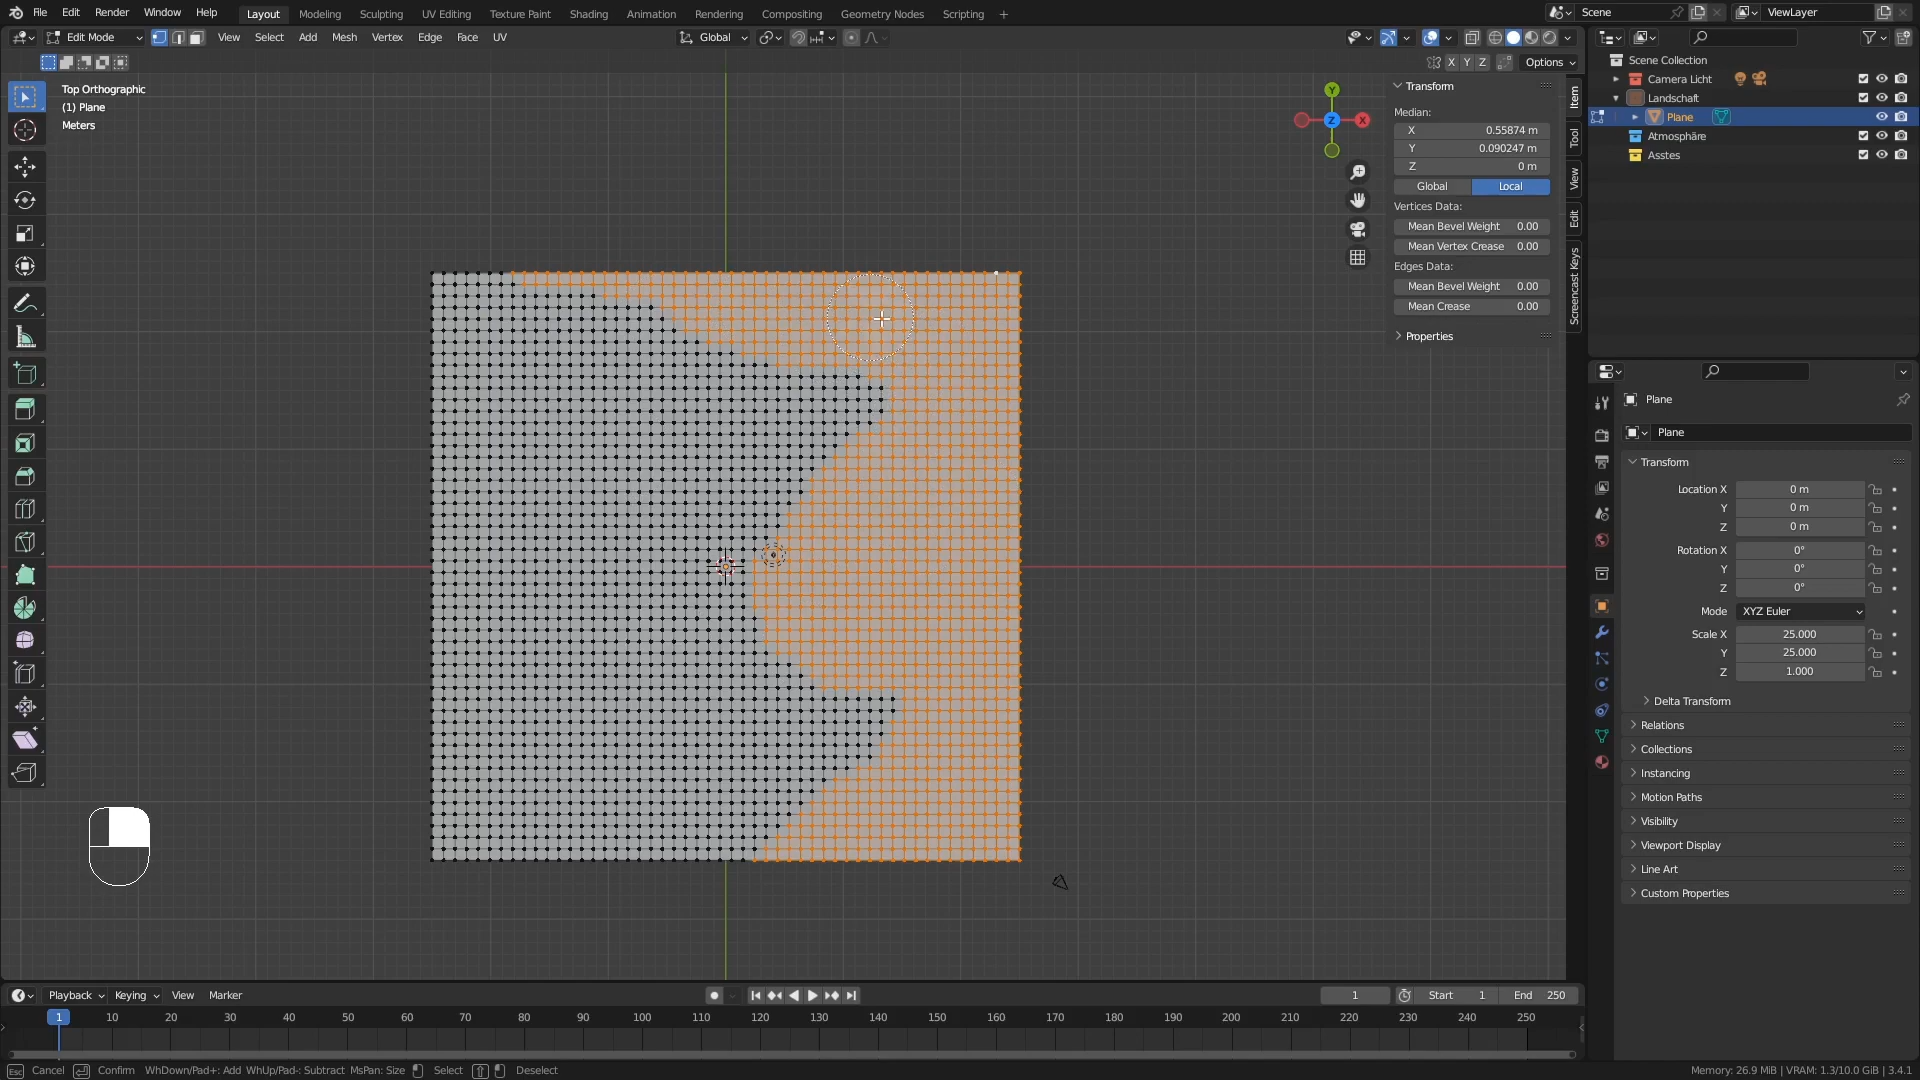 File Edit Render Window Help Layout Modeling Sculpting UV Editing Texture Paint Shading Animation Rendering Compositing Geometry Nodes Scripting + Scene ViewLayer
Edit Mode View Select Add Mesh Vertex Edge Face UV Global
X Y Z Options
Top Orthographic
(1) Plane
Meters
Y
X
Z
Transform
Median:
X 0.55874 m
Y 0.090247 m
Z 0 m
Global Local
Vertices Data:
Mean Bevel Weight 0.00
Mean Vertex Crease 0.00
Edges Data:
Mean Bevel Weight 0.00
Mean Crease 0.00
Properties
Item
Tool
View
Edit
Screencast Keys
Scene Collection
Camera Licht
Landschaft
Plane
Atmosphäre
Asstes
Plane
Plane
Transform
Location X 0 m
Y 0 m
Z 0 m
Rotation X 0°
Y 0°
Z 0°
Mode XYZ Euler
Scale X 25.000
Y 25.000
Z 1.000
Delta Transform
Relations
Collections
Instancing
Motion Paths
Visibility
Viewport Display
Line Art
Custom Properties
Playback Keying View Marker 1 Start 1 End 250
1 10 20 30 40 50 60 70 80 90 100 110 120 130 140 150 160 170 180 190 200 210 220 230 240 250
Esc Cancel Confirm WhDown/Pad+: Add WhUp/Pad-: Subtract MsPan: Size Select Deselect Memory: 26.9 MiB | VRAM: 1.3/10.0 GiB | 3.4.1